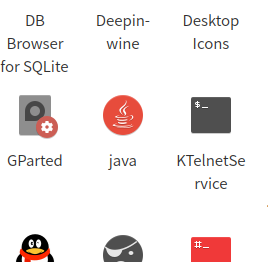 DB
Browser
for SQLite
Deepin-
wine
Desktop
Icons
$_
GParted
java
KTelnetSe
rvice
#_